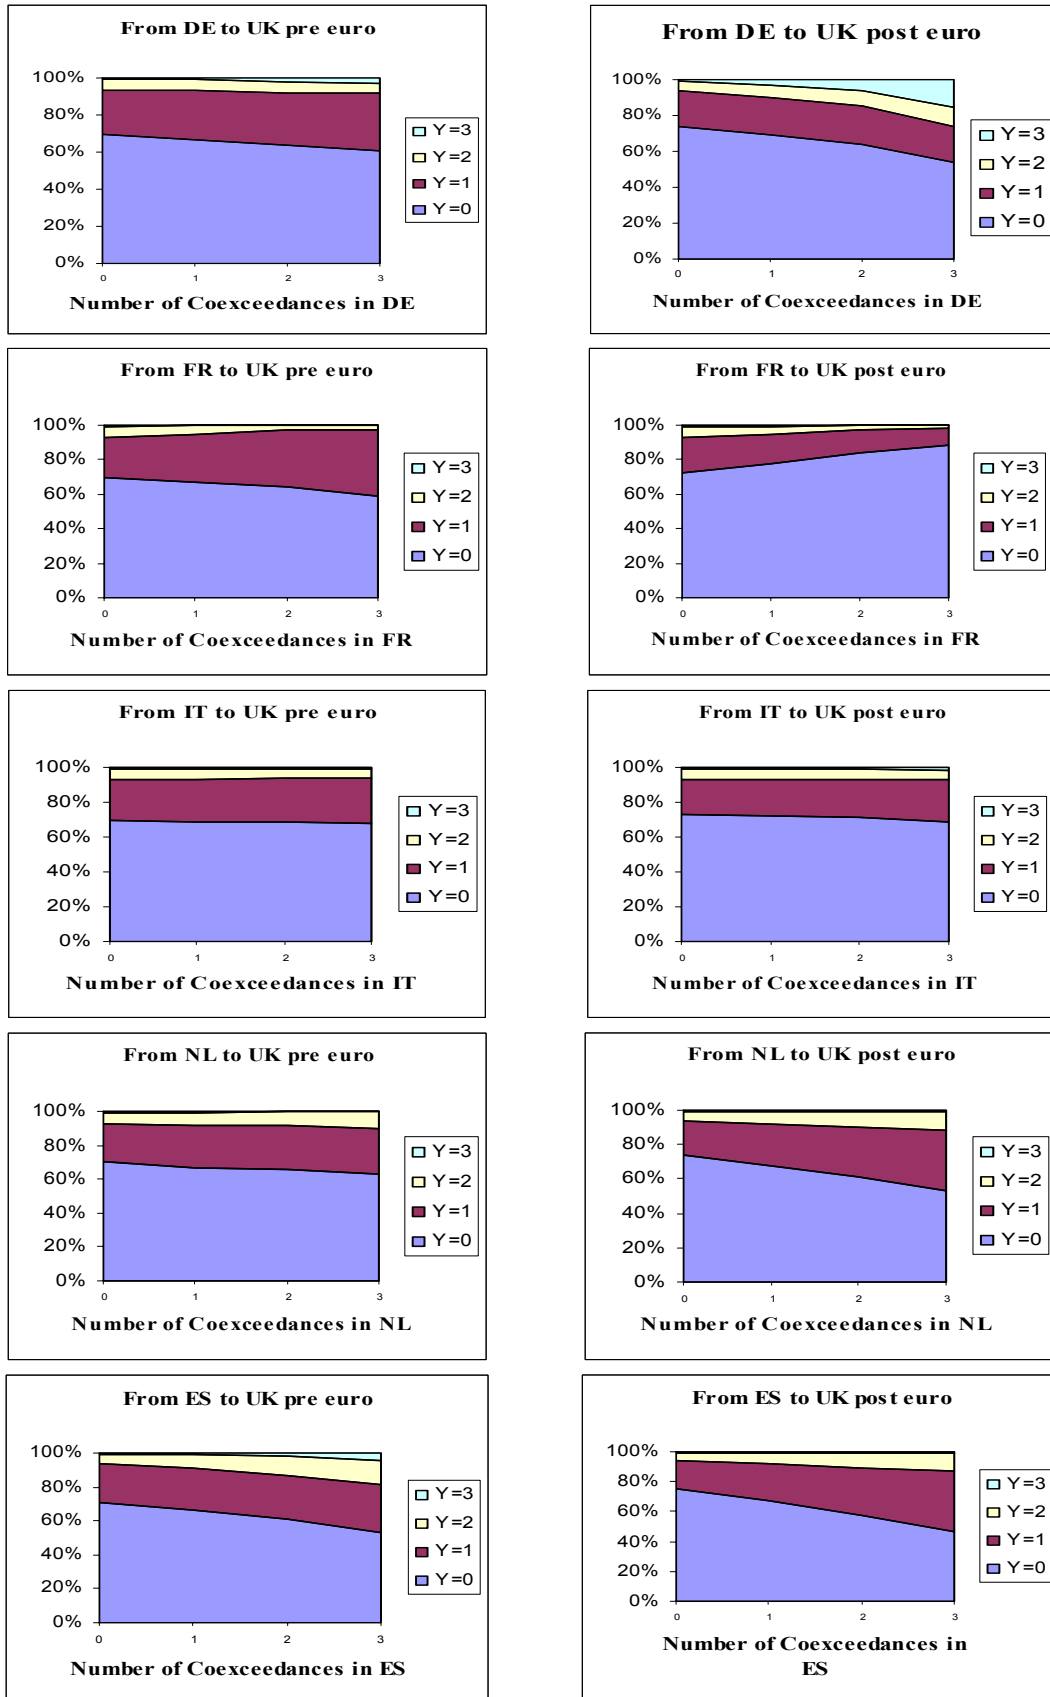 From DE to UK pre euro
100%
80%
60%
40%
20%
0%
0 1 2 3
Number of Coexceedances in DE
Y=3
Y=2
Y=1
Y=0
From DE to UK post euro
100%
80%
60%
40%
20%
0%
0 1 2 3
Number of Coexceedances in DE
Y=3
Y=2
Y=1
Y=0
From FR to UK pre euro
100%
80%
60%
40%
20%
0%
0 1 2 3
Number of Coexceedances in FR
Y=3
Y=2
Y=1
Y=0
From FR to UK post euro
100%
80%
60%
40%
20%
0%
0 1 2 3
Number of Coexceedances in FR
Y=3
Y=2
Y=1
Y=0
From IT to UK pre euro
100%
80%
60%
40%
20%
0%
0 1 2 3
Number of Coexceedances in IT
Y=3
Y=2
Y=1
Y=0
From IT to UK post euro
100%
80%
60%
40%
20%
0%
0 1 2 3
Number of Coexceedances in IT
Y=3
Y=2
Y=1
Y=0
From NL to UK pre euro
100%
80%
60%
40%
20%
0%
0 1 2 3
Number of Coexceedances in NL
Y=3
Y=2
Y=1
Y=0
From NL to UK post euro
100%
80%
60%
40%
20%
0%
0 1 2 3
Number of Coexceedances in NL
Y=3
Y=2
Y=1
Y=0
From ES to UK pre euro
100%
80%
60%
40%
20%
0%
0 1 2 3
Number of Coexceedances in ES
Y=3
Y=2
Y=1
Y=0
From ES to UK post euro
100%
80%
60%
40%
20%
0%
0 1 2 3
Number of Coexceedances in
ES
Y=3
Y=2
Y=1
Y=0